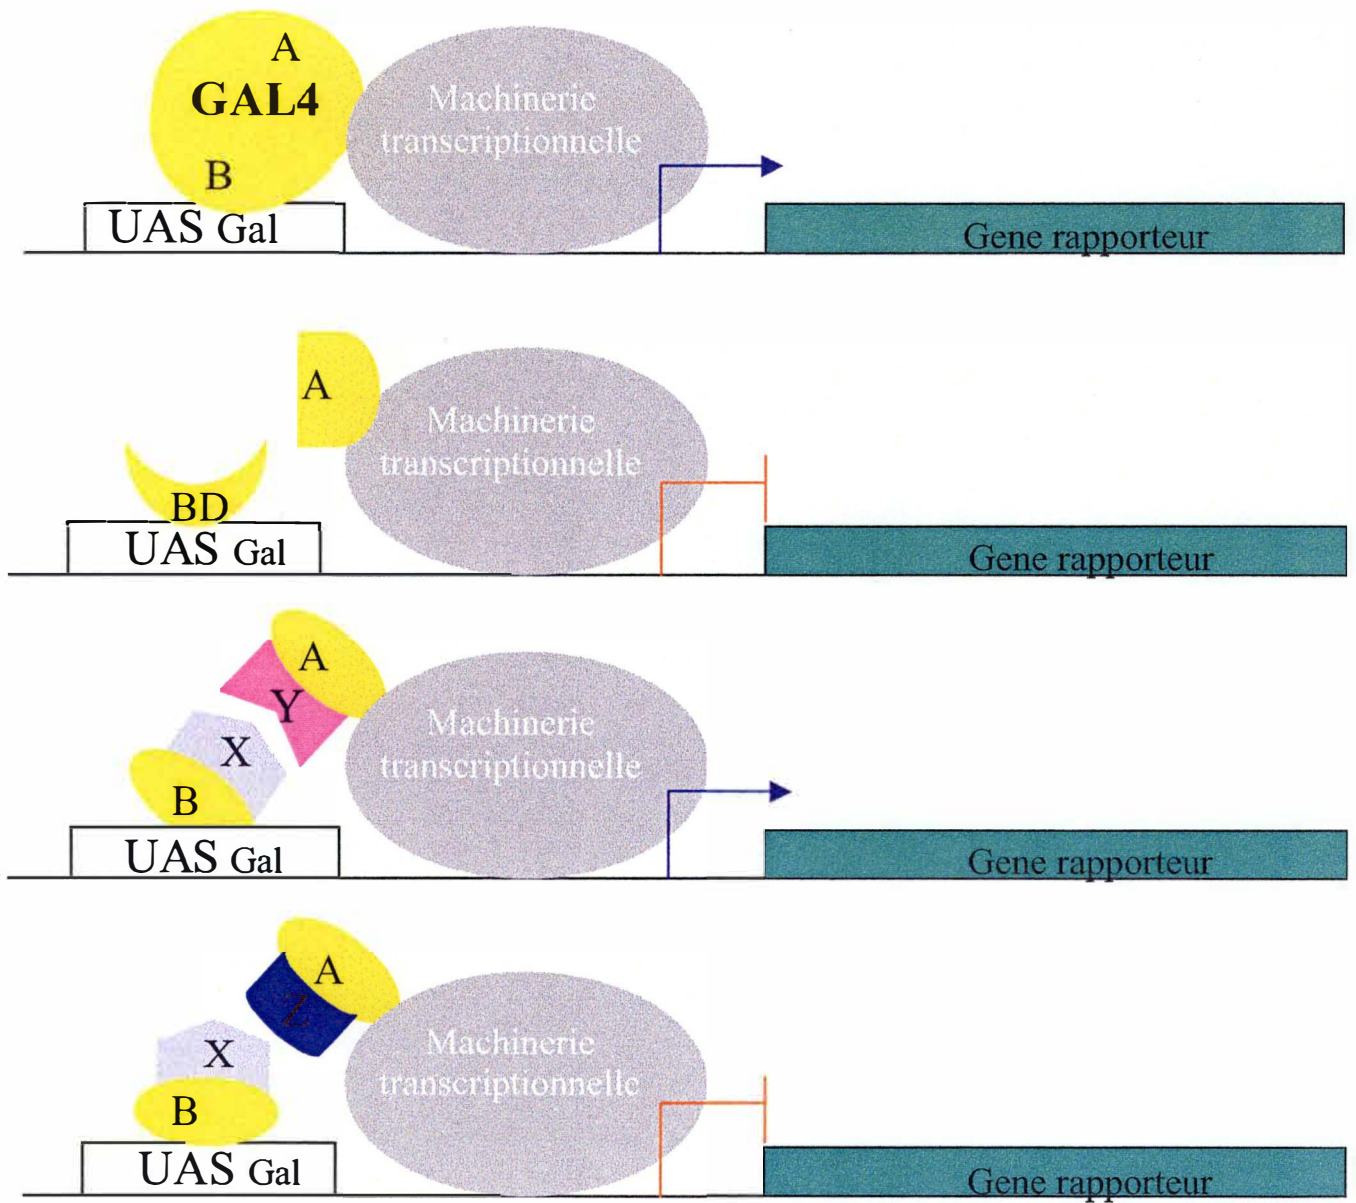 A
GAL4
B
UAS Gal
Machinerie
transcriptionnelle
Gene rapporteur
A
BD
UAS Gal
Machinerie
transcriptionnelle
Gene rapporteur
A
Y
X
B
UAS Gal
Machinerie
transcriptionnelle
Gene rapporteur
A
Z
X
B
UAS Gal
Machinerie
transcriptionnelle
Gene rapporteur